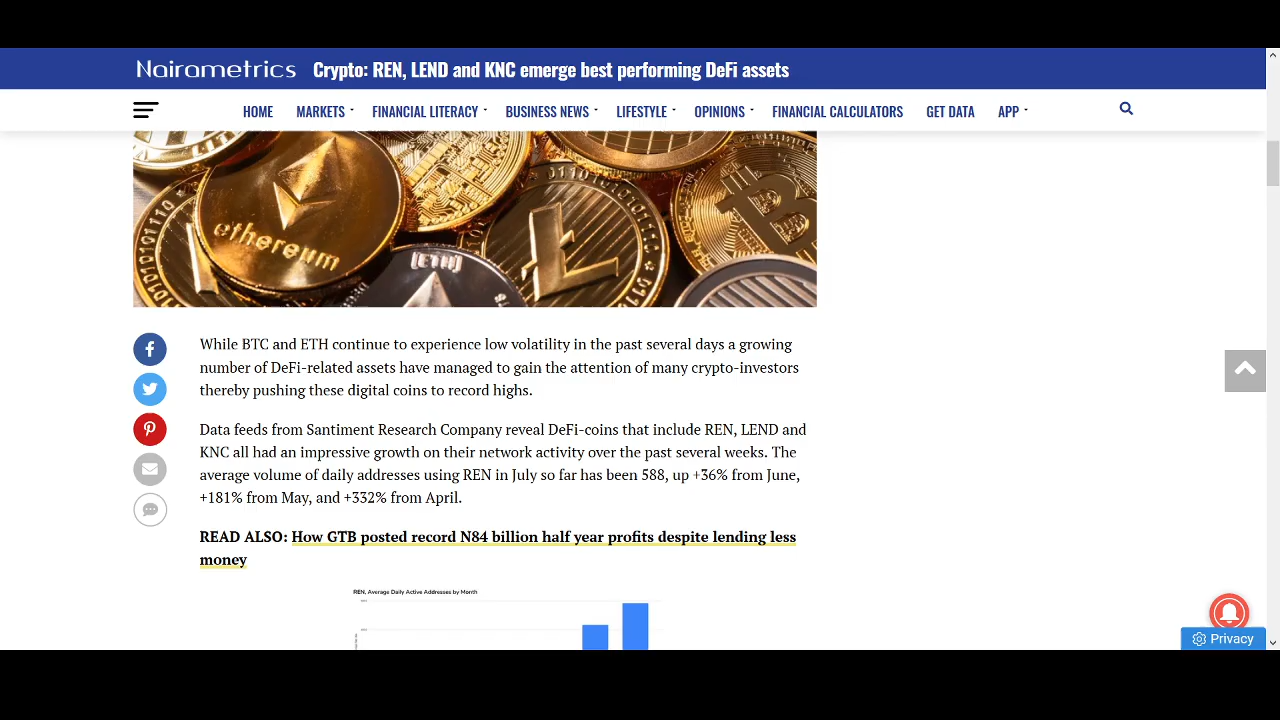 Nairametrics Crypto: REN, LEND and KNC emerge best performing DeFi assets
HOME MARKETS FINANCIAL LITERACY BUSINESS NEWS LIFESTYLE OPINIONS FINANCIAL CALCULATORS GET DATA APP
ethereum
[ETH]
While BTC and ETH continue to experience low volatility in the past several days a growing
number of DeFi-related assets have managed to gain the attention of many crypto-investors
thereby pushing these digital coins to record highs.
Data feeds from Santiment Research Company reveal DeFi-coins that include REN, LEND and
KNC all had an impressive growth on their network activity over the past several weeks. The
average volume of daily addresses using REN in July so far has been 588, up +36% from June,
+181% from May, and +332% from April.
READ ALSO: How GTB posted record N84 billion half year profits despite lending less
money
REN, Average Daily Active Addresses by Month
Privacy